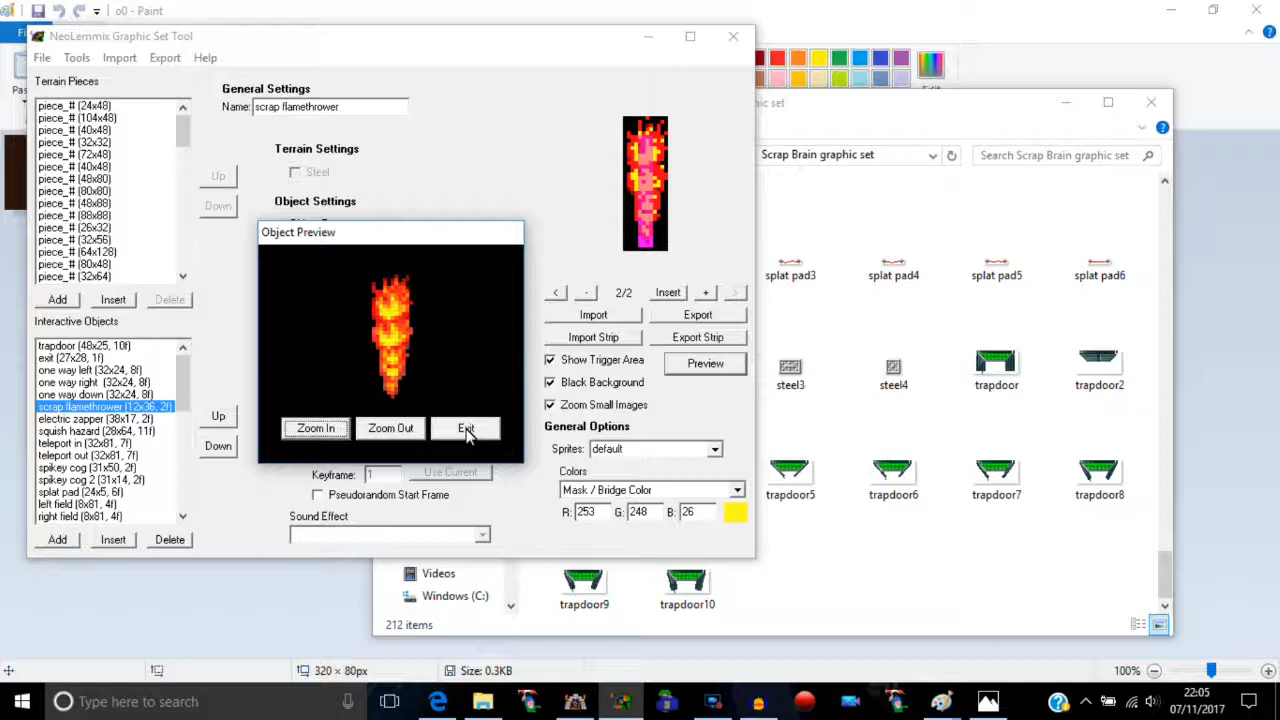 o0 - Paint
NeoLemmix Graphic Set Tool
File Tools Import Export Help
Terrain Pieces
piece_# (24x48)
piece_# (104x48)
piece_# (40x48)
piece_# (32x32)
piece_# (72x48)
piece_# (40x48)
piece_# (48x80)
piece_# (80x80)
piece_# (48x88)
piece_# (88x88)
piece_# (26x32)
piece_# (32x56)
piece_# (64x128)
piece_# (80x48)
piece_# (32x64)
Add Insert Delete
Up
Down
Interactive Objects
trapdoor (48x25, 10f)
exit (27x28, 1f)
one way left (32x24, 8f)
one way right (32x24, 8f)
one way down (32x24, 8f)
scrap flamethrower (12x36, 2f)
electric zapper (38x17, 2f)
squish hazard (28x64, 11f)
teleport in (32x81, 7f)
teleport out (32x81, 7f)
spikey cog (31x50, 2f)
spikey cog 2 (31x14, 2f)
splat pad (24x5, 6f)
left field (8x81, 4f)
right field (8x81, 4f)
Add Insert Delete
Up
Down
General Settings
Name: scrap flamethrower
Terrain Settings
Steel
Object Settings
Object Preview
Zoom In Zoom Out Exit
Keyframe: 1 Use Current
Pseudorandom Start Frame
Sound Effect
< - 2/2 Insert + >
Import Export
Import Strip Export Strip
Show Trigger Area Preview
Black Background
Zoom Small Images
General Options
Sprites: default
Colors
Mask / Bridge Color
R: 253 G: 248 B: 26
Edit
Scrap Brain graphic set
Search Scrap Brain graphic set
splat pad3 splat pad4 splat pad5 splat pad6
steel3 steel4 trapdoor trapdoor2
trapdoor5 trapdoor6 trapdoor7 trapdoor8
Videos
Windows (C:)
trapdoor9 trapdoor10
212 items
320 × 80px
Size: 0.3KB
100%
Type here to search
22:05
07/11/2017